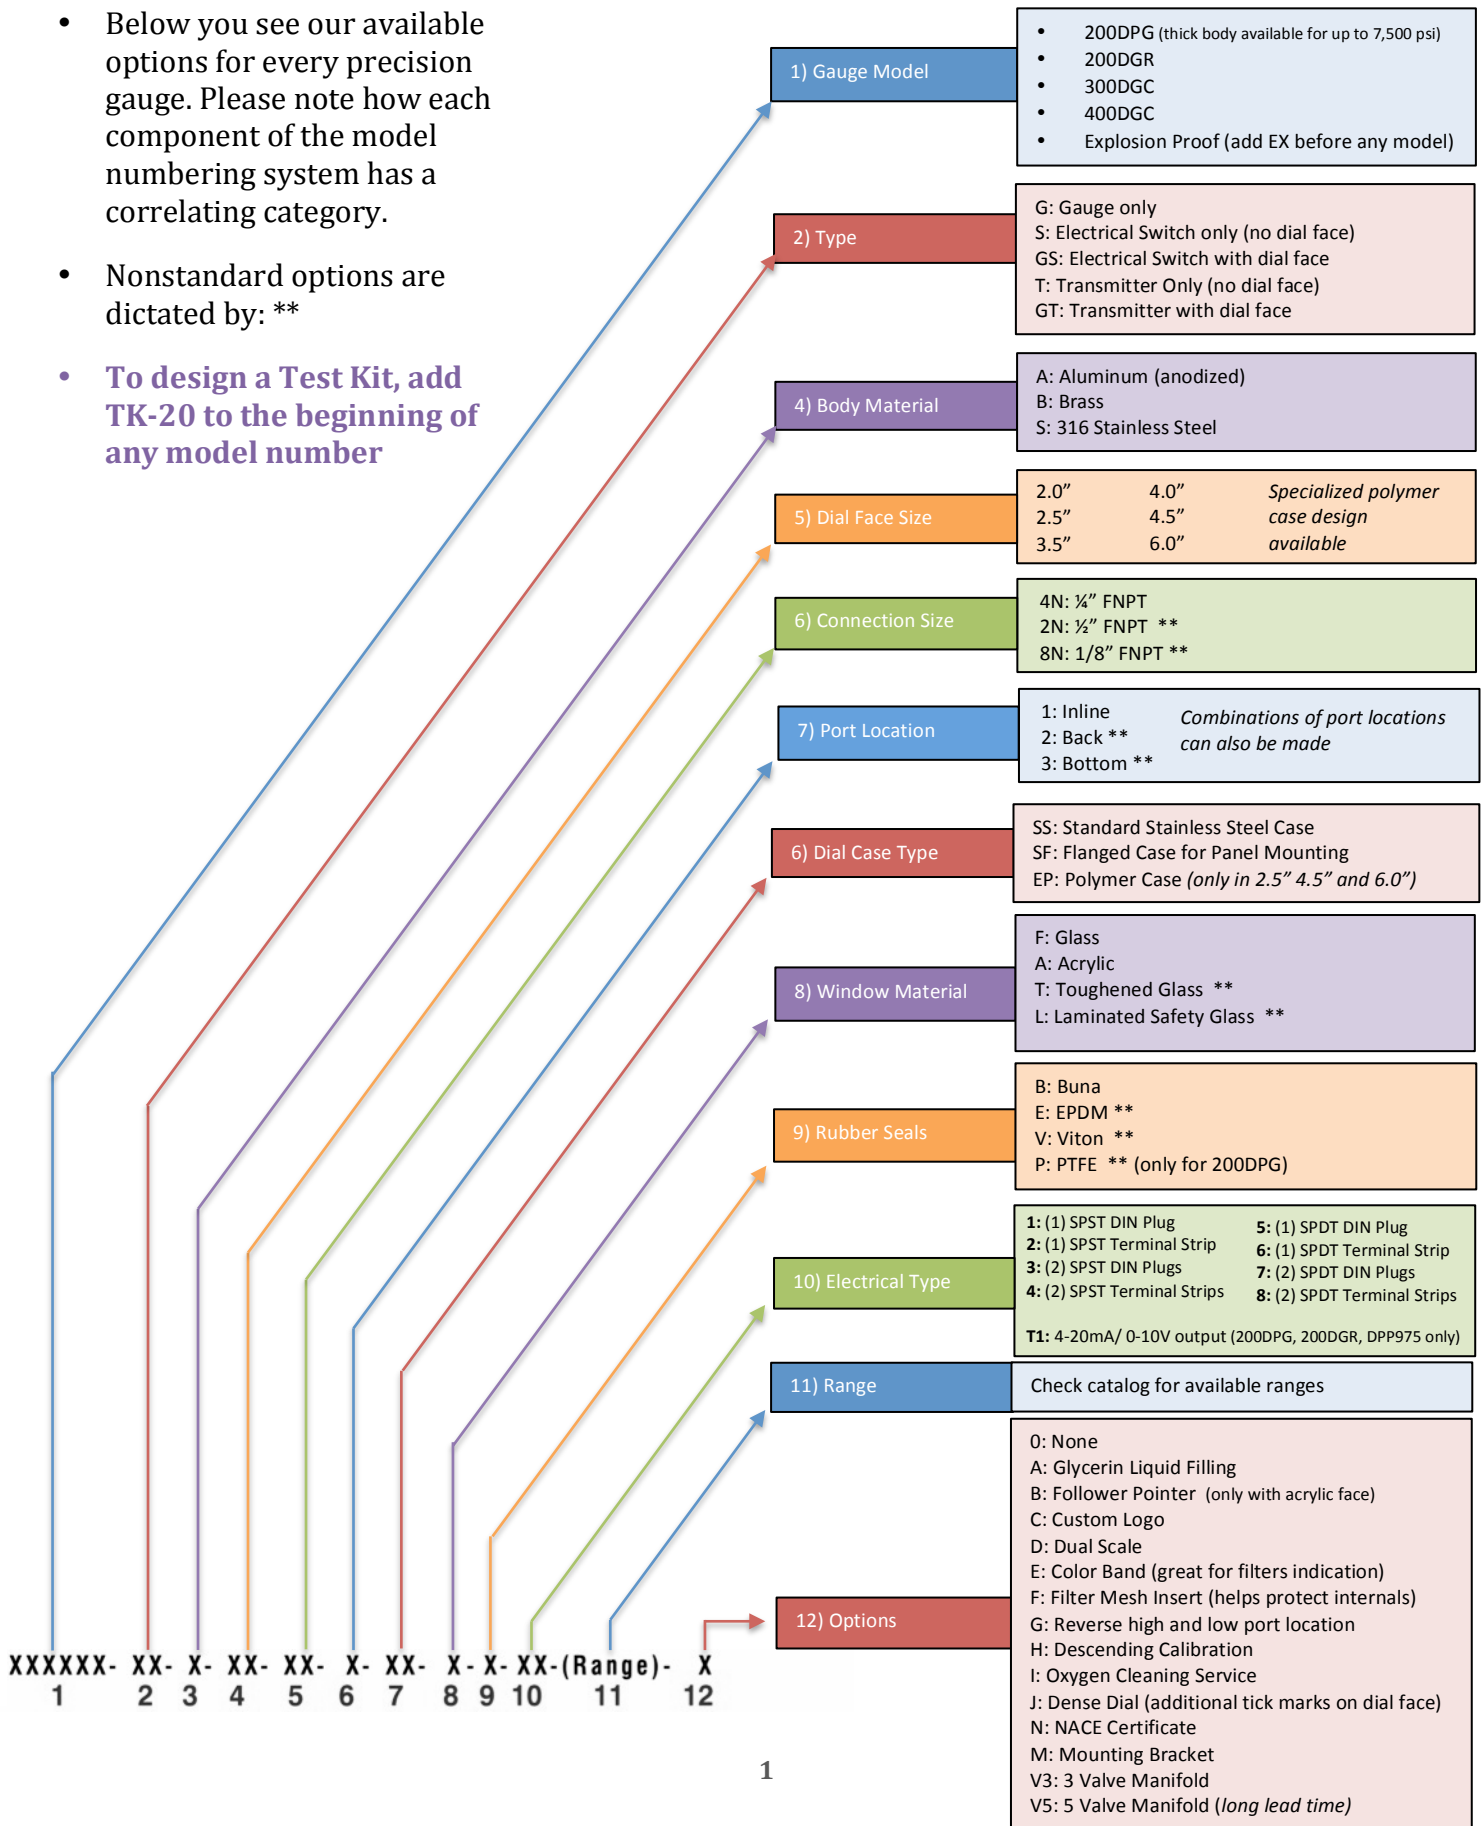 • Below you see our available
options for every precision
gauge. Please note how each
component of the model
numbering system has a
correlating category.
• Nonstandard options are
dictated by: **
• To design a Test Kit, add
TK-20 to the beginning of
any model number
1) Gauge Model
• 200DPG (thick body available for up to 7,500 psi)
• 200DGR
• 300DGC
• 400DGC
• Explosion Proof (add EX before any model)
2) Type
G: Gauge only
S: Electrical Switch only (no dial face)
GS: Electrical Switch with dial face
T: Transmitter Only (no dial face)
GT: Transmitter with dial face
4) Body Material
A: Aluminum (anodized)
B: Brass
S: 316 Stainless Steel
5) Dial Face Size
2.0” 4.0” Specialized polymer
2.5” 4.5” case design
3.5” 6.0” available
6) Connection Size
4N: ¼” FNPT
2N: ½” FNPT **
8N: 1/8” FNPT **
7) Port Location
1: Inline
2: Back **
3: Bottom **
Combinations of port locations
can also be made
6) Dial Case Type
SS: Standard Stainless Steel Case
SF: Flanged Case for Panel Mounting
EP: Polymer Case (only in 2.5” 4.5” and 6.0”)
8) Window Material
F: Glass
A: Acrylic
T: Toughened Glass **
L: Laminated Safety Glass **
9) Rubber Seals
B: Buna
E: EPDM **
V: Viton **
P: PTFE ** (only for 200DPG)
10) Electrical Type
1: (1) SPST DIN Plug
2: (1) SPST Terminal Strip
3: (2) SPST DIN Plugs
4: (2) SPST Terminal Strips
5: (1) SPDT DIN Plug
6: (1) SPDT Terminal Strip
7: (2) SPDT DIN Plugs
8: (2) SPDT Terminal Strips
T1: 4-20mA/ 0-10V output (200DPG, 200DGR, DPP975 only)
11) Range
Check catalog for available ranges
12) Options
0: None
A: Glycerin Liquid Filling
B: Follower Pointer (only with acrylic face)
C: Custom Logo
D: Dual Scale
E: Color Band (great for filters indication)
F: Filter Mesh Insert (helps protect internals)
G: Reverse high and low port location
H: Descending Calibration
I: Oxygen Cleaning Service
J: Dense Dial (additional tick marks on dial face)
N: NACE Certificate
M: Mounting Bracket
V3: 3 Valve Manifold
V5: 5 Valve Manifold (long lead time)
XXXXXX- XX- X- XX- XX- X- XX- X- X- XX-(Range)- X
1 2 3 4 5 6 7 8 9 10 11 12
1